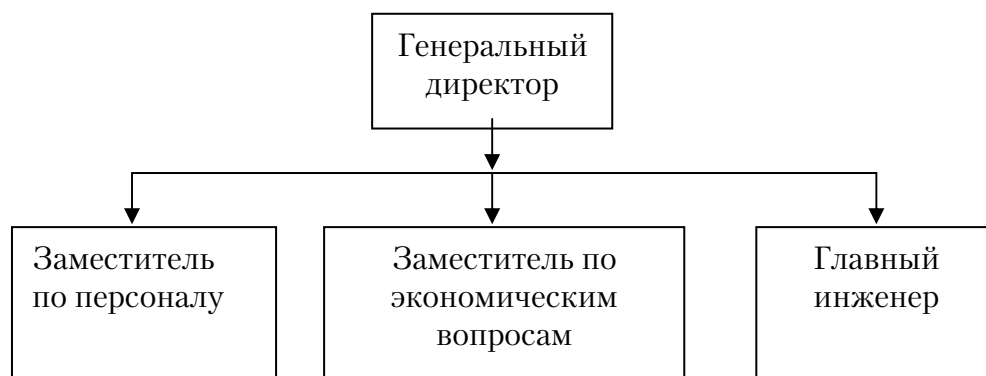 Генеральный
директор
Заместитель
по персоналу
Заместитель по
экономическим
вопросам
Главный
инженер